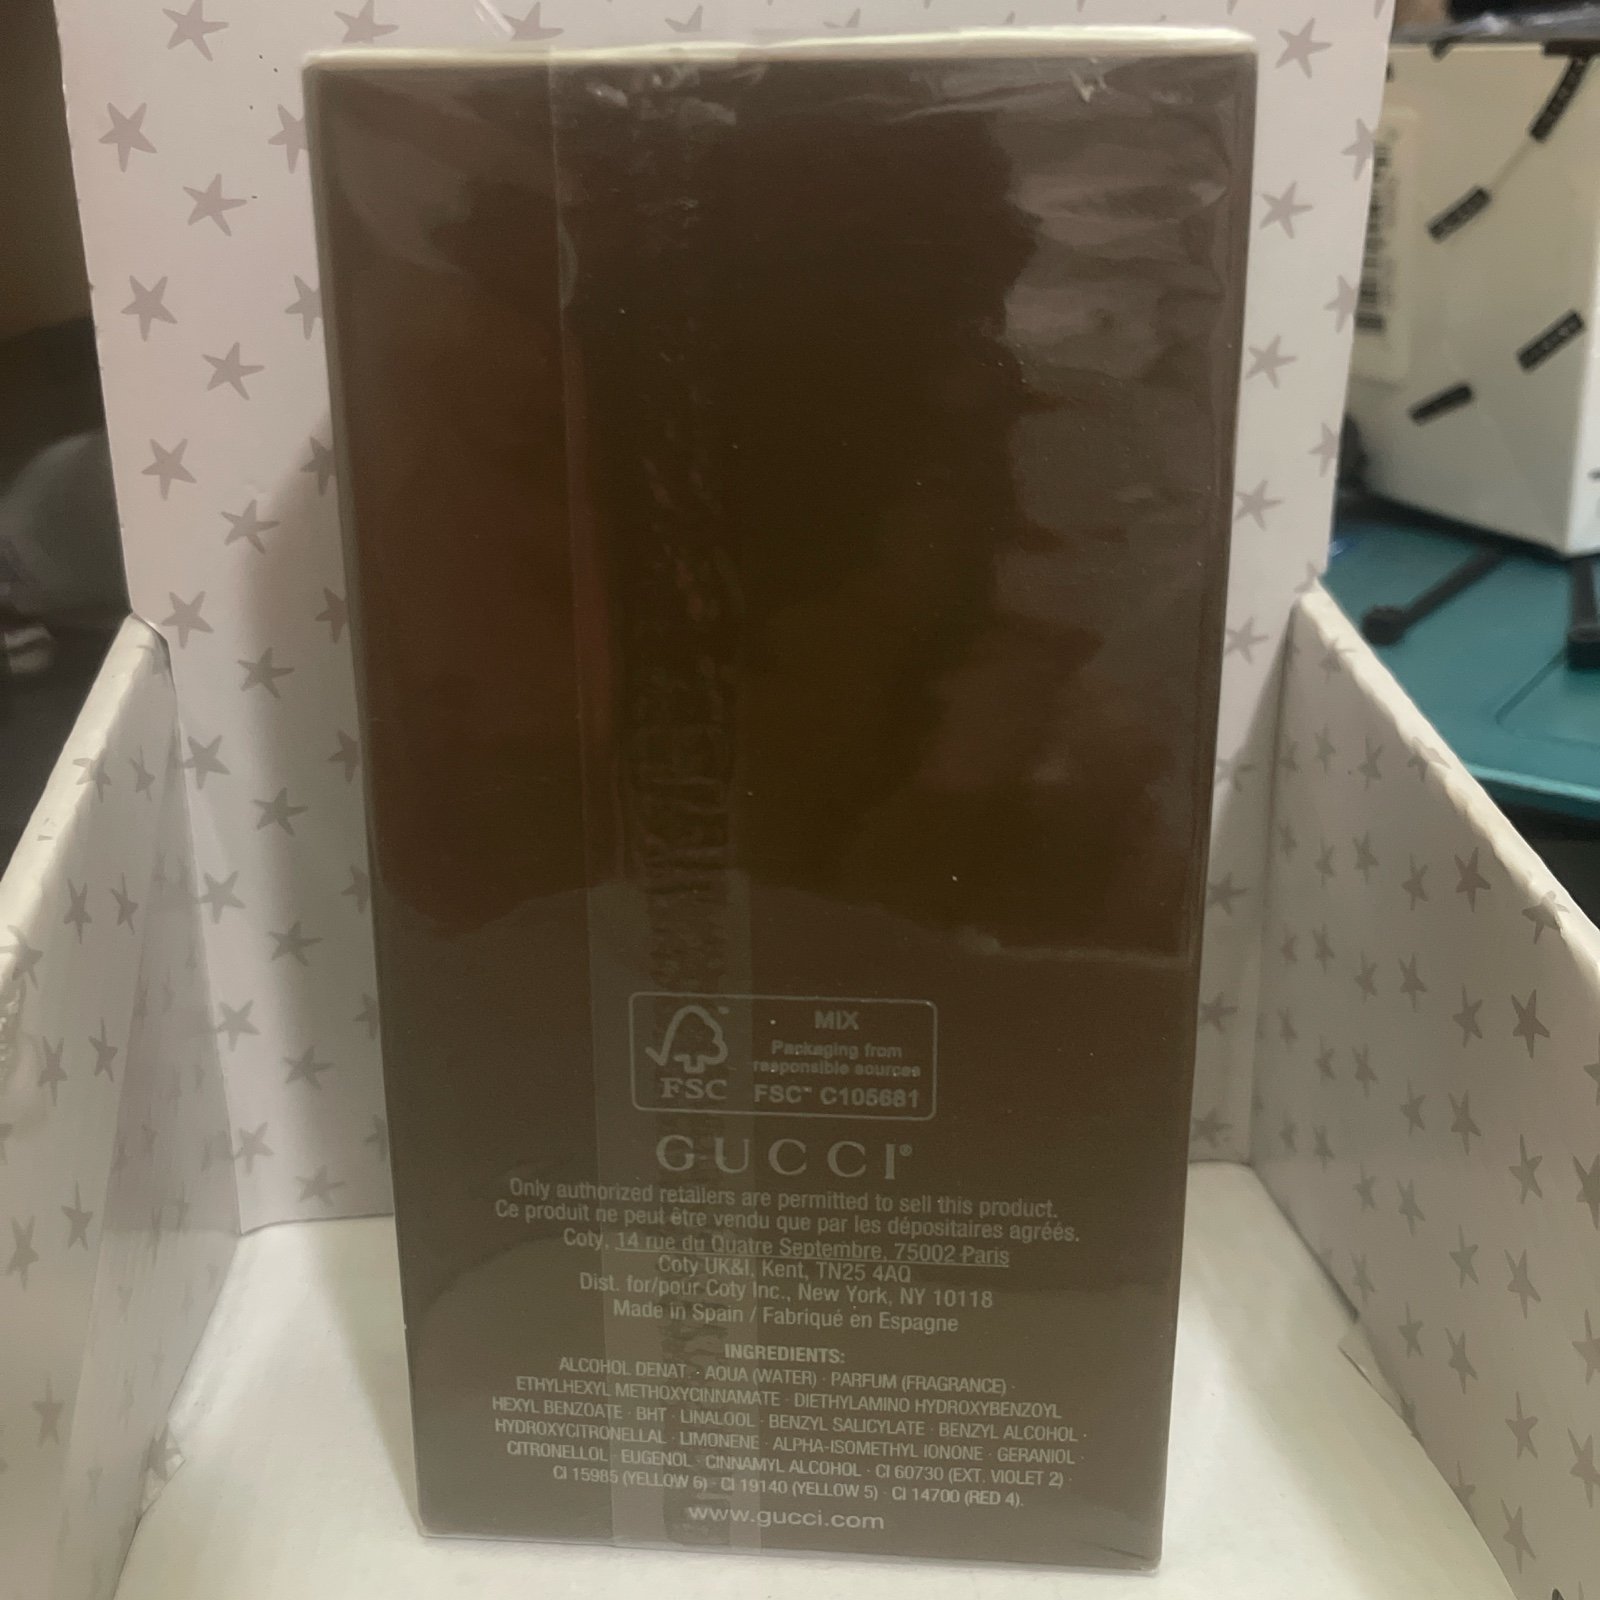 MIX
Packaging from
responsible sources
FSC
FSC™ C105681
GUCCI®
Only authorized retailers are permitted to sell this product.
Ce produit ne peut être vendu que par les dépositaires agréés.
Coty, 14 rue du Quatre Septembre, 75002 Paris
Coty UK&I, Kent, TN25 4AQ
Dist. for/pour Coty Inc., New York, NY 10118
Made in Spain / Fabriqué en Espagne
INGREDIENTS:
ALCOHOL DENAT. · AQUA (WATER) · PARFUM (FRAGRANCE) ·
ETHYLHEXYL METHOXYCINNAMATE · DIETHYLAMINO HYDROXYBENZOYL
HEXYL BENZOATE · BHT · LINALOOL · BENZYL SALICYLATE · BENZYL ALCOHOL ·
HYDROXYCITRONELLAL · LIMONENE · ALPHA-ISOMETHYL IONONE · GERANIOL ·
CITRONELLOL · EUGENOL · CINNAMYL ALCOHOL · CI 60730 (EXT. VIOLET 2) ·
CI 15985 (YELLOW 6) · CI 19140 (YELLOW 5) · CI 14700 (RED 4).
www.gucci.com